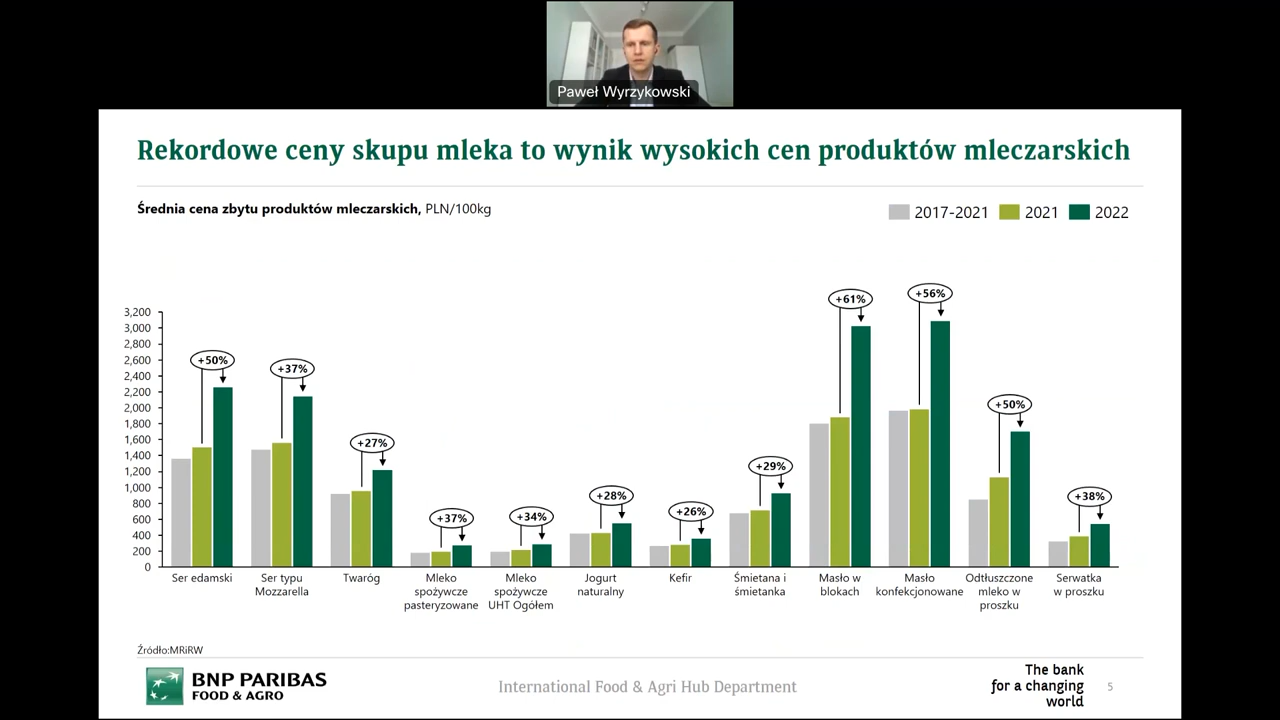 Paweł Wyrzykowski
Rekordowe ceny skupu mleka to wynik wysokich cen produktów mleczarskich
Średnia cena zbytu produktów mleczarskich, PLN/100kg
2017-2021
2021
2022
3,200
3,000
2,800
2,600
2,400
2,200
2,000
1,800
1,600
1,400
1,200
1,000
800
600
400
200
0
+50%
+37%
+27%
+37%
+34%
+28%
+26%
+29%
+61%
+56%
+50%
+38%
Ser edamski
Ser typu
Mozzarella
Twaróg
Mleko
spożywcze
pasteryzowane
Mleko
spożywcze
UHT Ogółem
Jogurt
naturalny
Kefir
Śmietana i
śmietanka
Masło w
blokach
Masło
konfekcjonowane
Odtłuszczone
mleko w
proszku
Serwatka
w proszku
Źródło:MRiRW
BNP PARIBAS
FOOD & AGRO
International Food & Agri Hub Department
The bank
for a changing
world
5